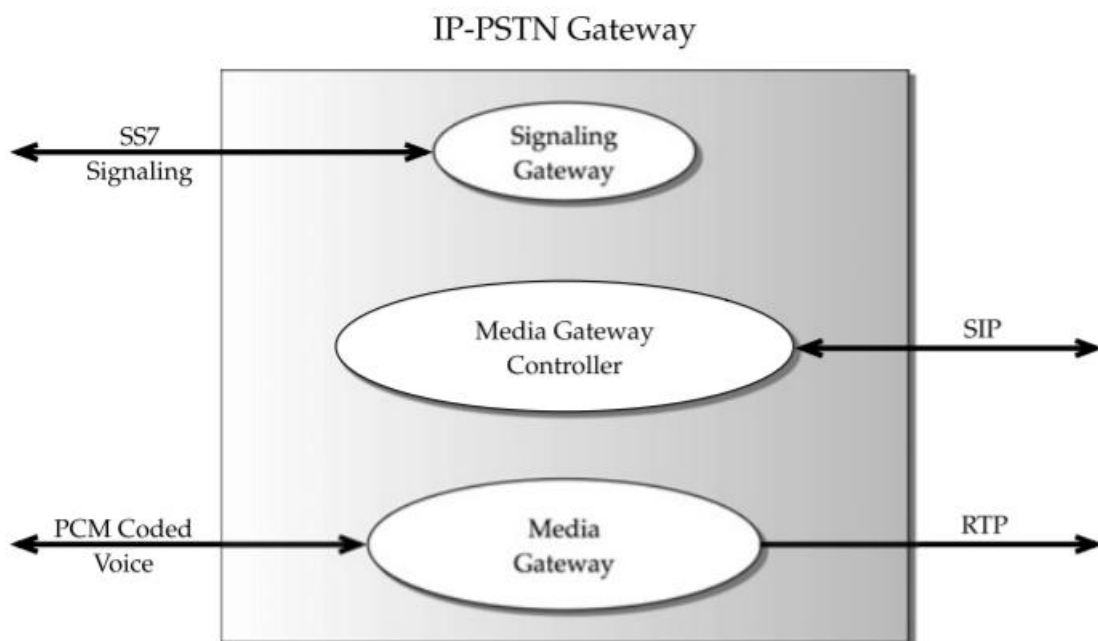 IP-PSTN Gateway
SS7
Signaling
Signaling
Gateway
Media Gateway
Controller
SIP
PCM Coded
Voice
Media
Gateway
RTP